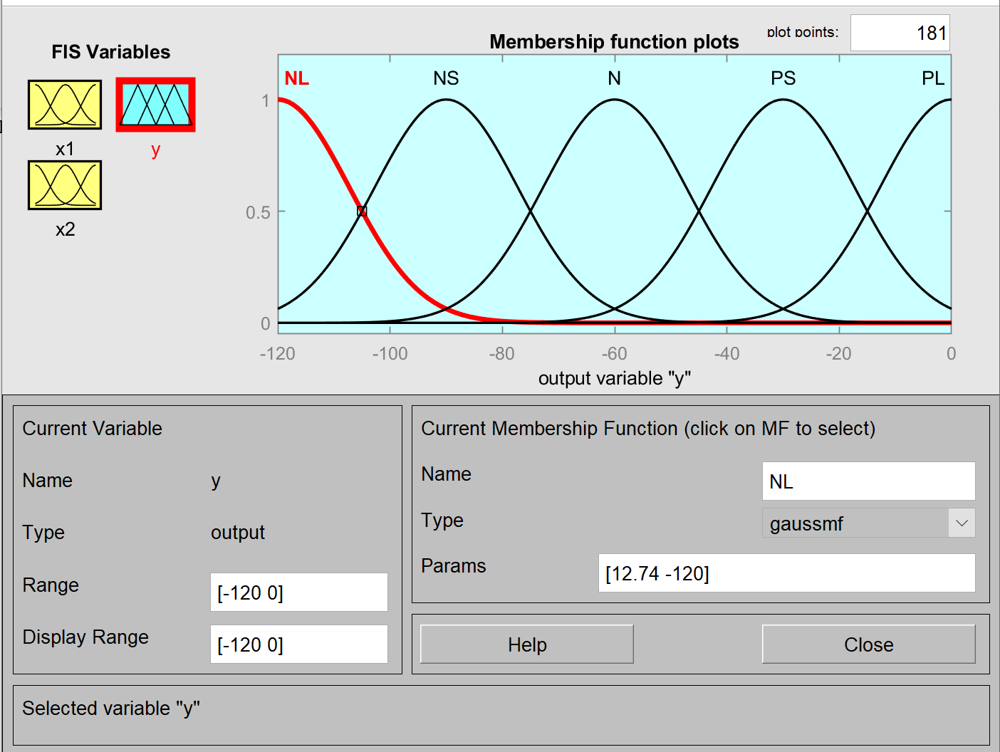 plot points: 181
FIS Variables
Membership function plots
NL NS N PS PL
1
0.5
0
x1
y
x2
-120 -100 -80 -60 -40 -20 0
output variable "y"
Current Variable
Name y
Type output
Range [-120 0]
Display Range [-120 0]
Current Membership Function (click on MF to select)
Name NL
Type gaussmf
Params [12.74 -120]
Help Close
Selected variable "y"